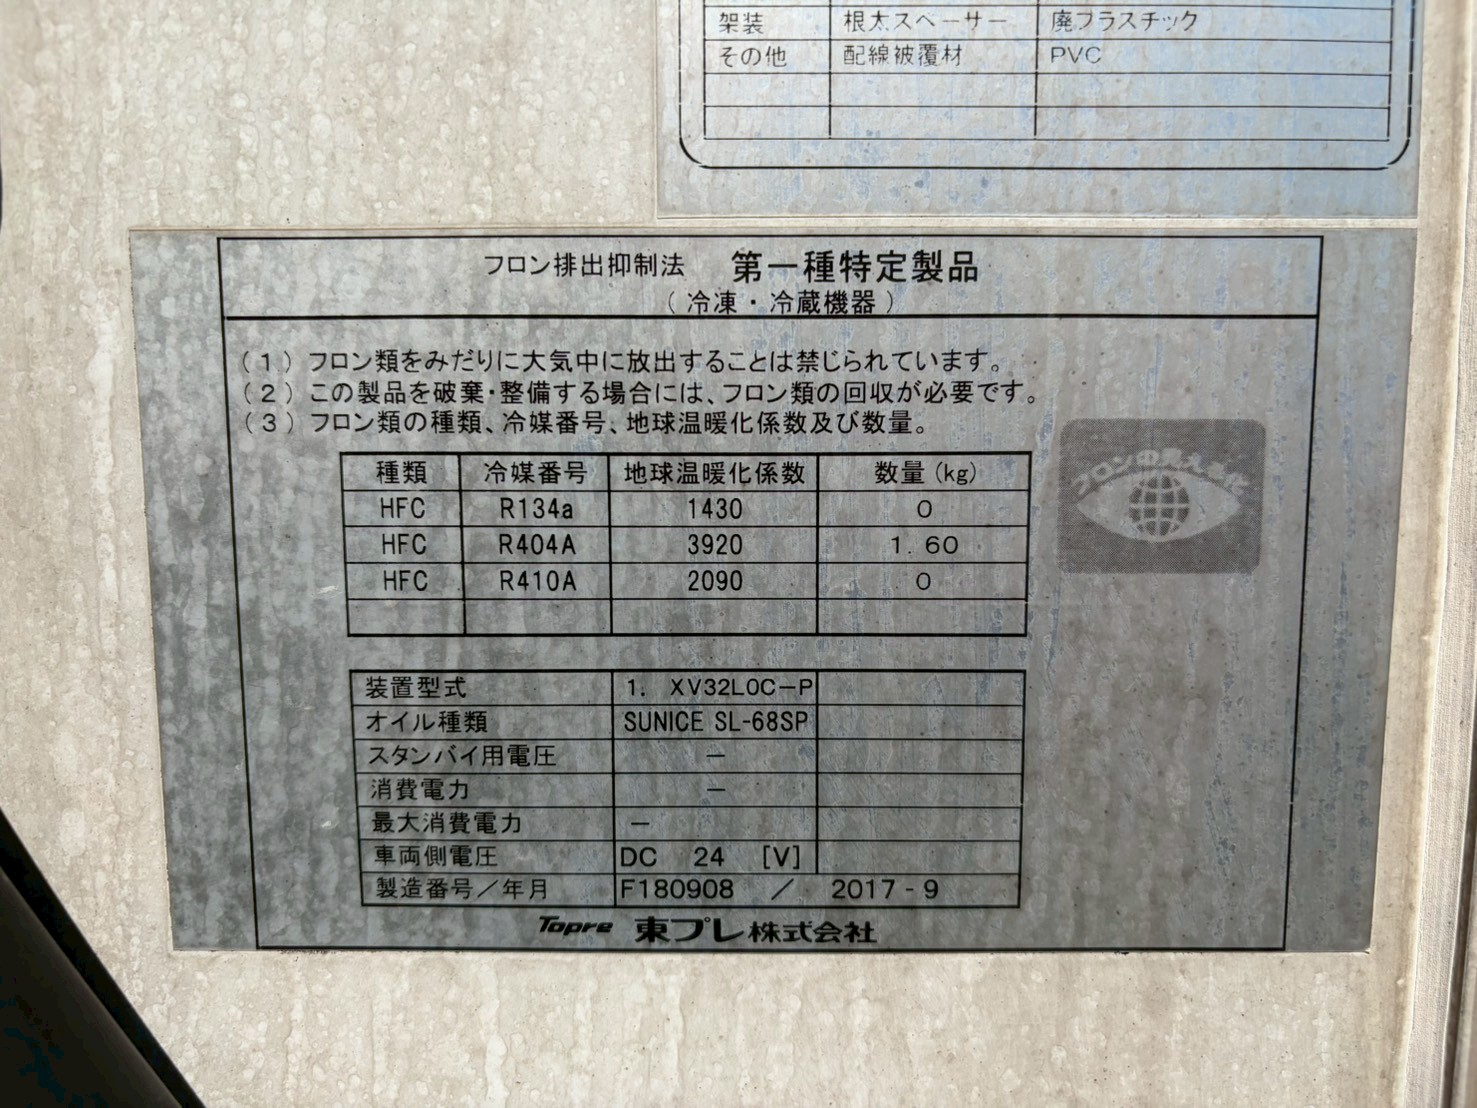 架装 根太スペーサー 廃プラスチック
その他 配線被覆材 PVC
フロン排出抑制法 第一種特定製品
(冷凍・冷蔵機器)
(1)フロン類をみだりに大気中に放出することは禁じられています。
(2)この製品を破棄・整備する場合には、フロン類の回収が必要です。
(3)フロン類の種類、冷媒番号、地球温暖化係数及び数量。
フロンの見える化
種類 冷媒番号 地球温暖化係数 数量(kg)
HFC R134a 1430 0
HFC R404A 3920 1.60
HFC R410A 2090 0
装置型式 1. XV32L0C-P
オイル種類 SUNICE SL-68SP
スタンバイ用電圧 -
消費電力 -
最大消費電力 -
車両側電圧 DC 24 [V]
製造番号/年月 F180908 / 2017-9
Topre 東プレ株式会社